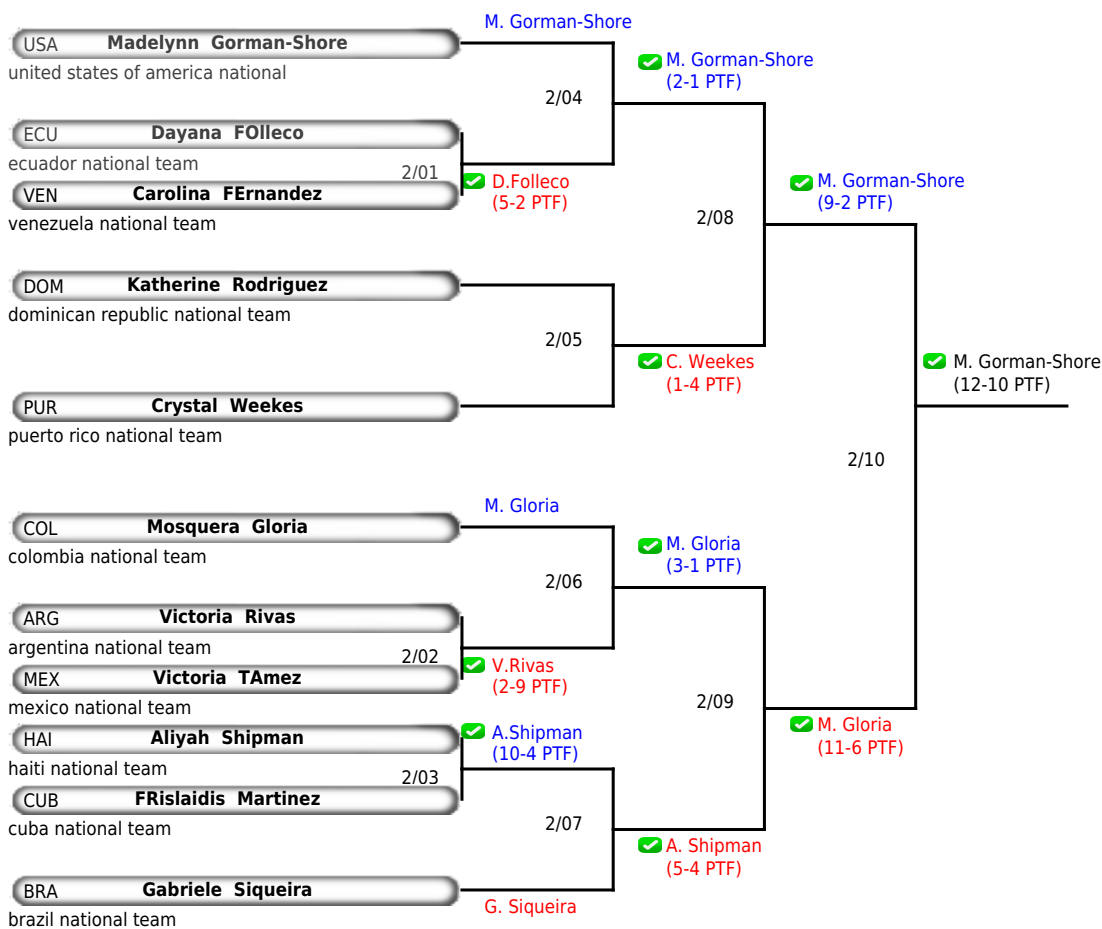 M. Gorman-Shore
USA Madelynn Gorman-Shore
united states of america national
M. Gorman-Shore
(2-1 PTF)
2/04
ECU Dayana FOlleco
ecuador national team
2/01
D.Folleco
(5-2 PTF)
VEN Carolina FErnandez
venezuela national team
M. Gorman-Shore
(9-2 PTF)
2/08
DOM Katherine Rodriguez
dominican republic national team
2/05
C. Weekes
(1-4 PTF)
PUR Crystal Weekes
puerto rico national team
M. Gorman-Shore
(12-10 PTF)
2/10
M. Gloria
COL Mosquera Gloria
colombia national team
M. Gloria
(3-1 PTF)
2/06
ARG Victoria Rivas
argentina national team
2/02
V.Rivas
(2-9 PTF)
MEX Victoria TAmez
mexico national team
2/09
M. Gloria
(11-6 PTF)
HAI Aliyah Shipman
haiti national team
A.Shipman
(10-4 PTF)
2/03
CUB FRislaidis Martinez
cuba national team
2/07
A. Shipman
(5-4 PTF)
BRA Gabriele Siqueira
brazil national team
G. Siqueira